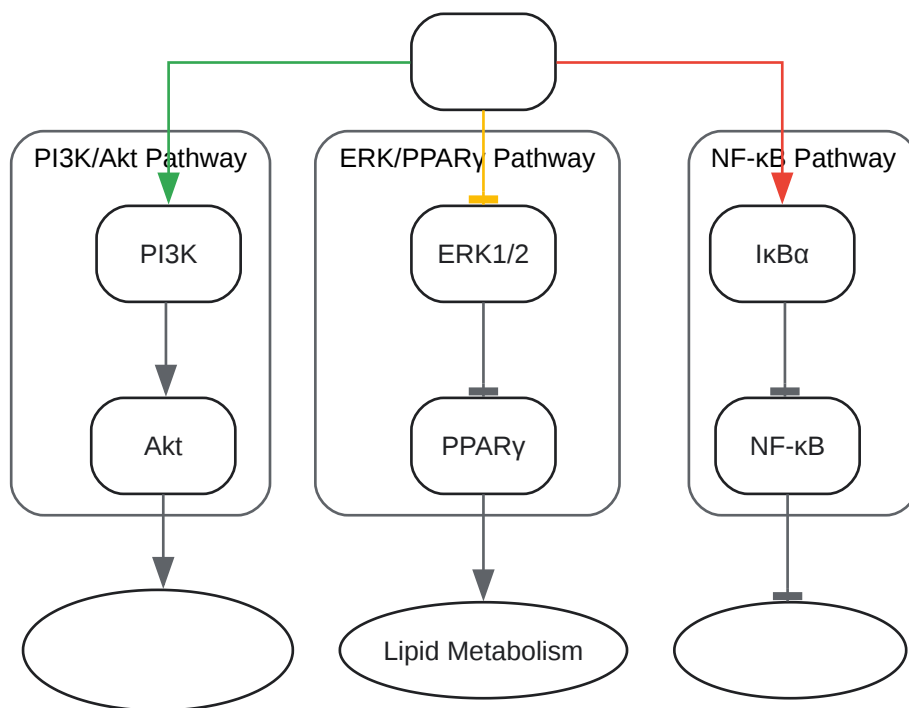 PI3K/Akt Pathway
ERK/PPARγ Pathway
NF-κB Pathway
PI3K
ERK1/2
IκBα
Akt
PPARγ
NF-κB
Lipid Metabolism